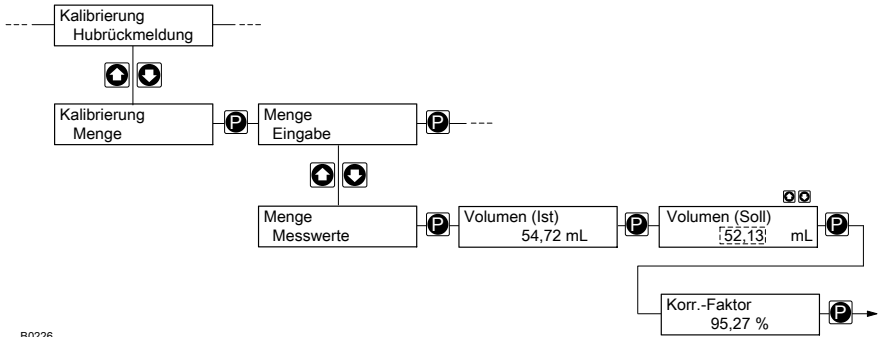 Kalibrierung
Hubrückmeldung
Kalibrierung
Menge
P
Menge
Eingabe
P
Menge
Messwerte
P
Volumen (Ist)
54,72 mL
P
Volumen (Soll)
52,13 mL
P
Korr.-Faktor
95,27 %
P
B0226